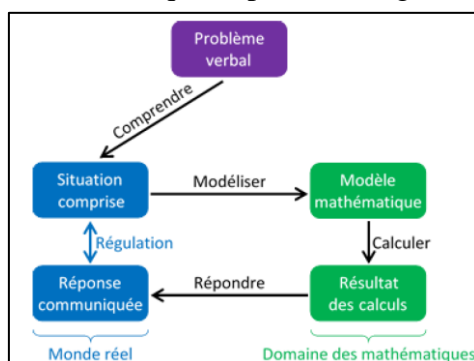 Problème
verbal
Comprendre
Situation
comprise
Modéliser
Modèle
mathématique
Régulation
Calculer
Réponse
communiquée
Répondre
Résultat
des calculs
Monde réel
Domaine des mathématiques